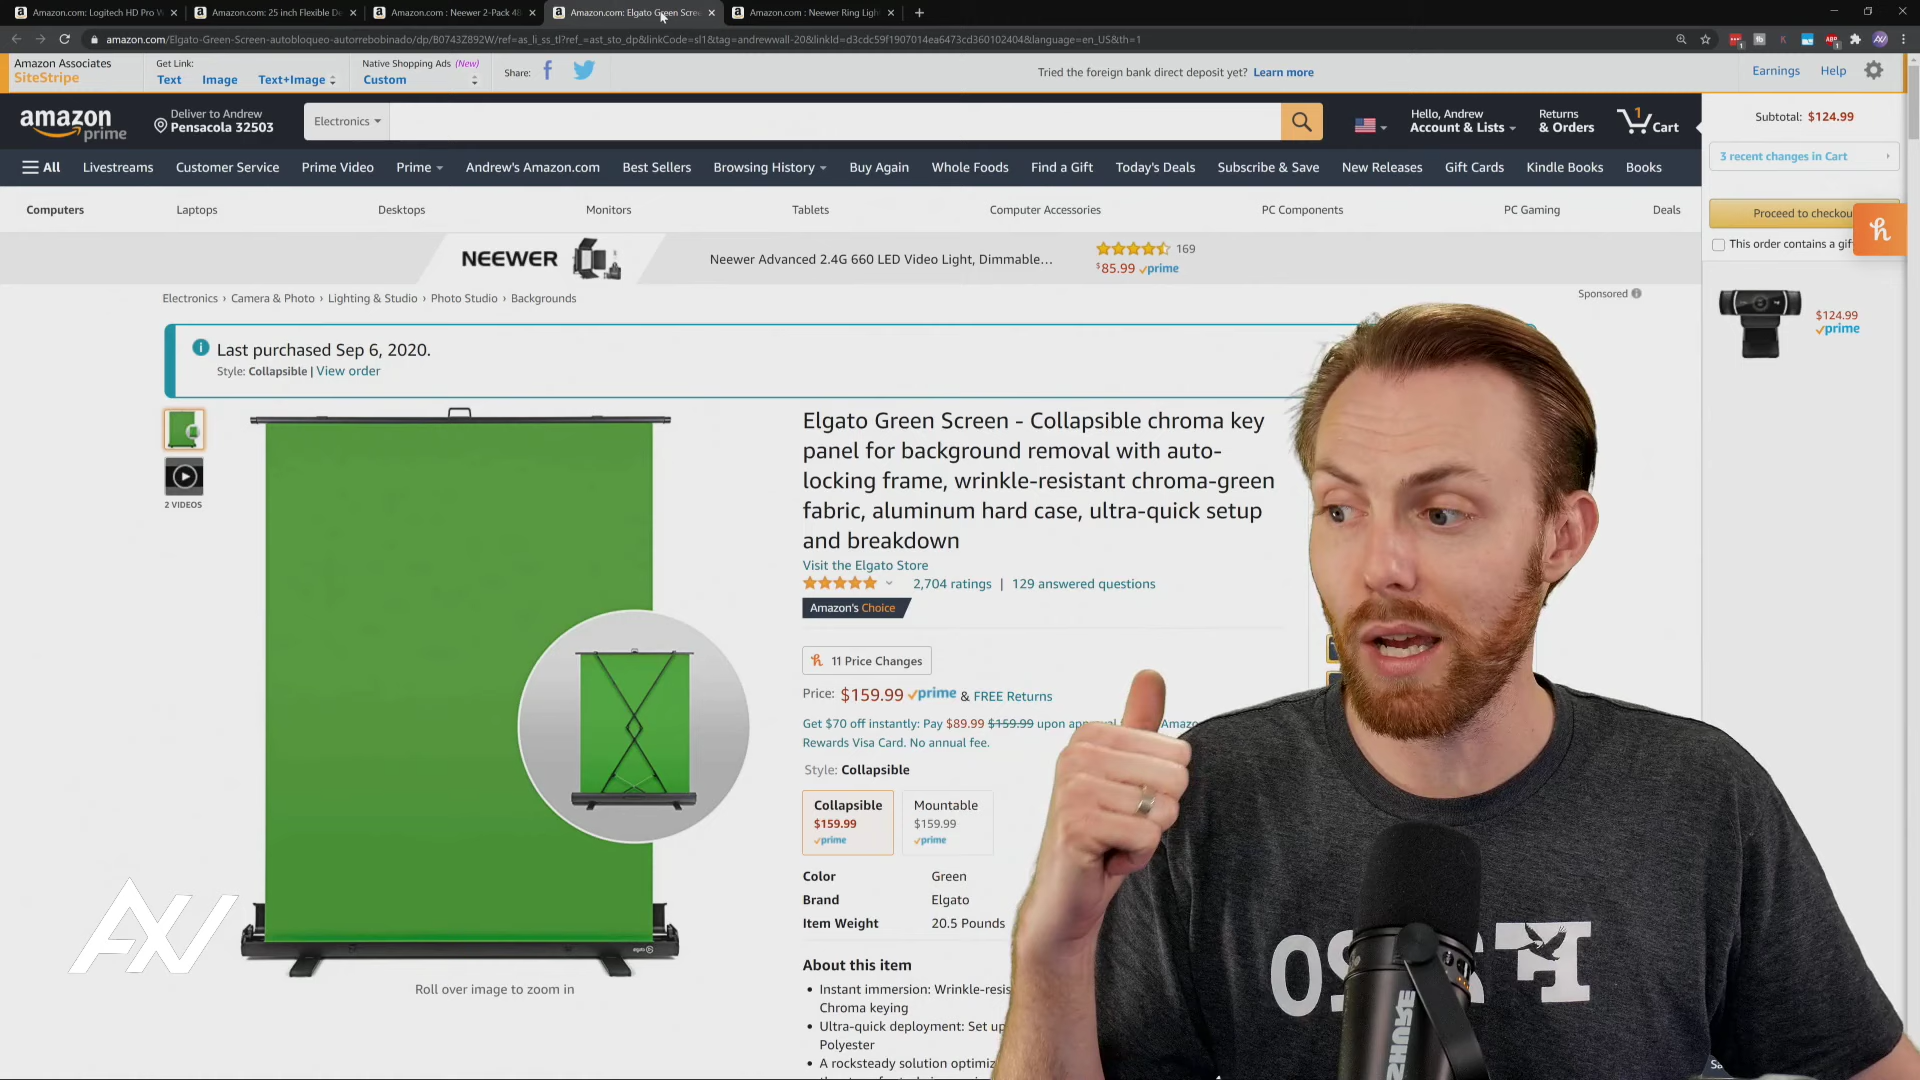 Amazon.com: Logitech HD Pro W
Amazon.com: 25 inch Flexible De
Amazon.com : Neewer 2-Pack 48
Amazon.com: Elgato Green Scree
Amazon.com : Neewer Ring Ligh
amazon.com/Elgato-Green-Screen-autobloqueo-autorrebobinado/dp/B0743Z892W/ref=as_li_ss_tl?ref_=ast_sto_dp&linkCode=sl1&tag=andrewwall-20&linkId=d3cdc59f1907014ea6473cd360102404&language=en_US&th=1
Amazon Associates
SiteStripe
Get Link:
Text Image Text+Image
Native Shopping Ads (New)
Custom
Share:
Tried the foreign bank direct deposit yet? Learn more
Earnings Help
amazon prime
Deliver to Andrew
Pensacola 32503
Electronics
Hello, Andrew
Account & Lists
Returns
& Orders
1
Cart
Subtotal: $124.99
3 recent changes in Cart
Proceed to checkou
This order contains a gif
$124.99
prime
All Livestreams Customer Service Prime Video Prime Andrew's Amazon.com Best Sellers Browsing History Buy Again Whole Foods Find a Gift Today's Deals Subscribe & Save New Releases Gift Cards Kindle Books Books
Computers Laptops Desktops Monitors Tablets Computer Accessories PC Components PC Gaming Deals
NEEWER
Neewer Advanced 2.4G 660 LED Video Light, Dimmable...
169
$85.99 prime
Sponsored
Electronics › Camera & Photo › Lighting & Studio › Photo Studio › Backgrounds
Last purchased Sep 6, 2020.
Style: Collapsible | View order
2 VIDEOS
elgato
Roll over image to zoom in
Elgato Green Screen - Collapsible chroma key
panel for background removal with auto-
locking frame, wrinkle-resistant chroma-green
fabric, aluminum hard case, ultra-quick setup
and breakdown
Visit the Elgato Store
2,704 ratings | 129 answered questions
Amazon's Choice
11 Price Changes
Price: $159.99 prime & FREE Returns
Get $70 off instantly: Pay $89.99 $159.99 upon Amazo
Rewards Visa Card. No annual fee.
Style: Collapsible
Collapsible
$159.99
prime
Mountable
$159.99
prime
Color Green
Brand Elgato
Item Weight 20.5 Pounds
About this item
• Instant immersion: Wrinkle-resis
Chroma keying
• Ultra-quick deployment: Set up
Polyester
• A rocksteady solution optimiz
AW
SHURE